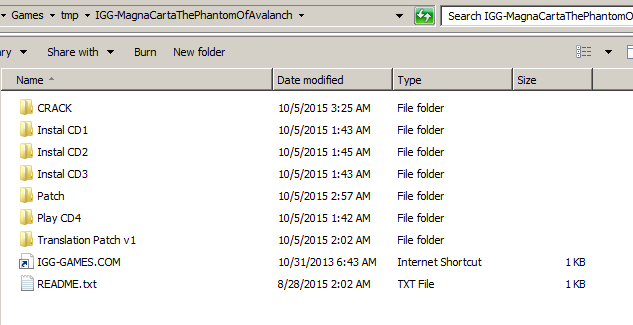 Games ▸ tmp ▸ IGG-MagnaCartaThePhantomOfAvalanch ▸ Search IGG-MagnaCartaThePhantomO
ry Share with Burn New folder
Name Date modified Type Size
CRACK 10/5/2015 3:25 AM File folder
Instal CD1 10/5/2015 1:43 AM File folder
Instal CD2 10/5/2015 1:45 AM File folder
Instal CD3 10/5/2015 1:43 AM File folder
Patch 10/5/2015 2:57 AM File folder
Play CD4 10/5/2015 1:42 AM File folder
Translation Patch v1 10/5/2015 2:02 AM File folder
IGG-GAMES.COM 10/31/2013 6:43 AM Internet Shortcut 1 KB
README.txt 8/28/2015 2:02 AM TXT File 1 KB